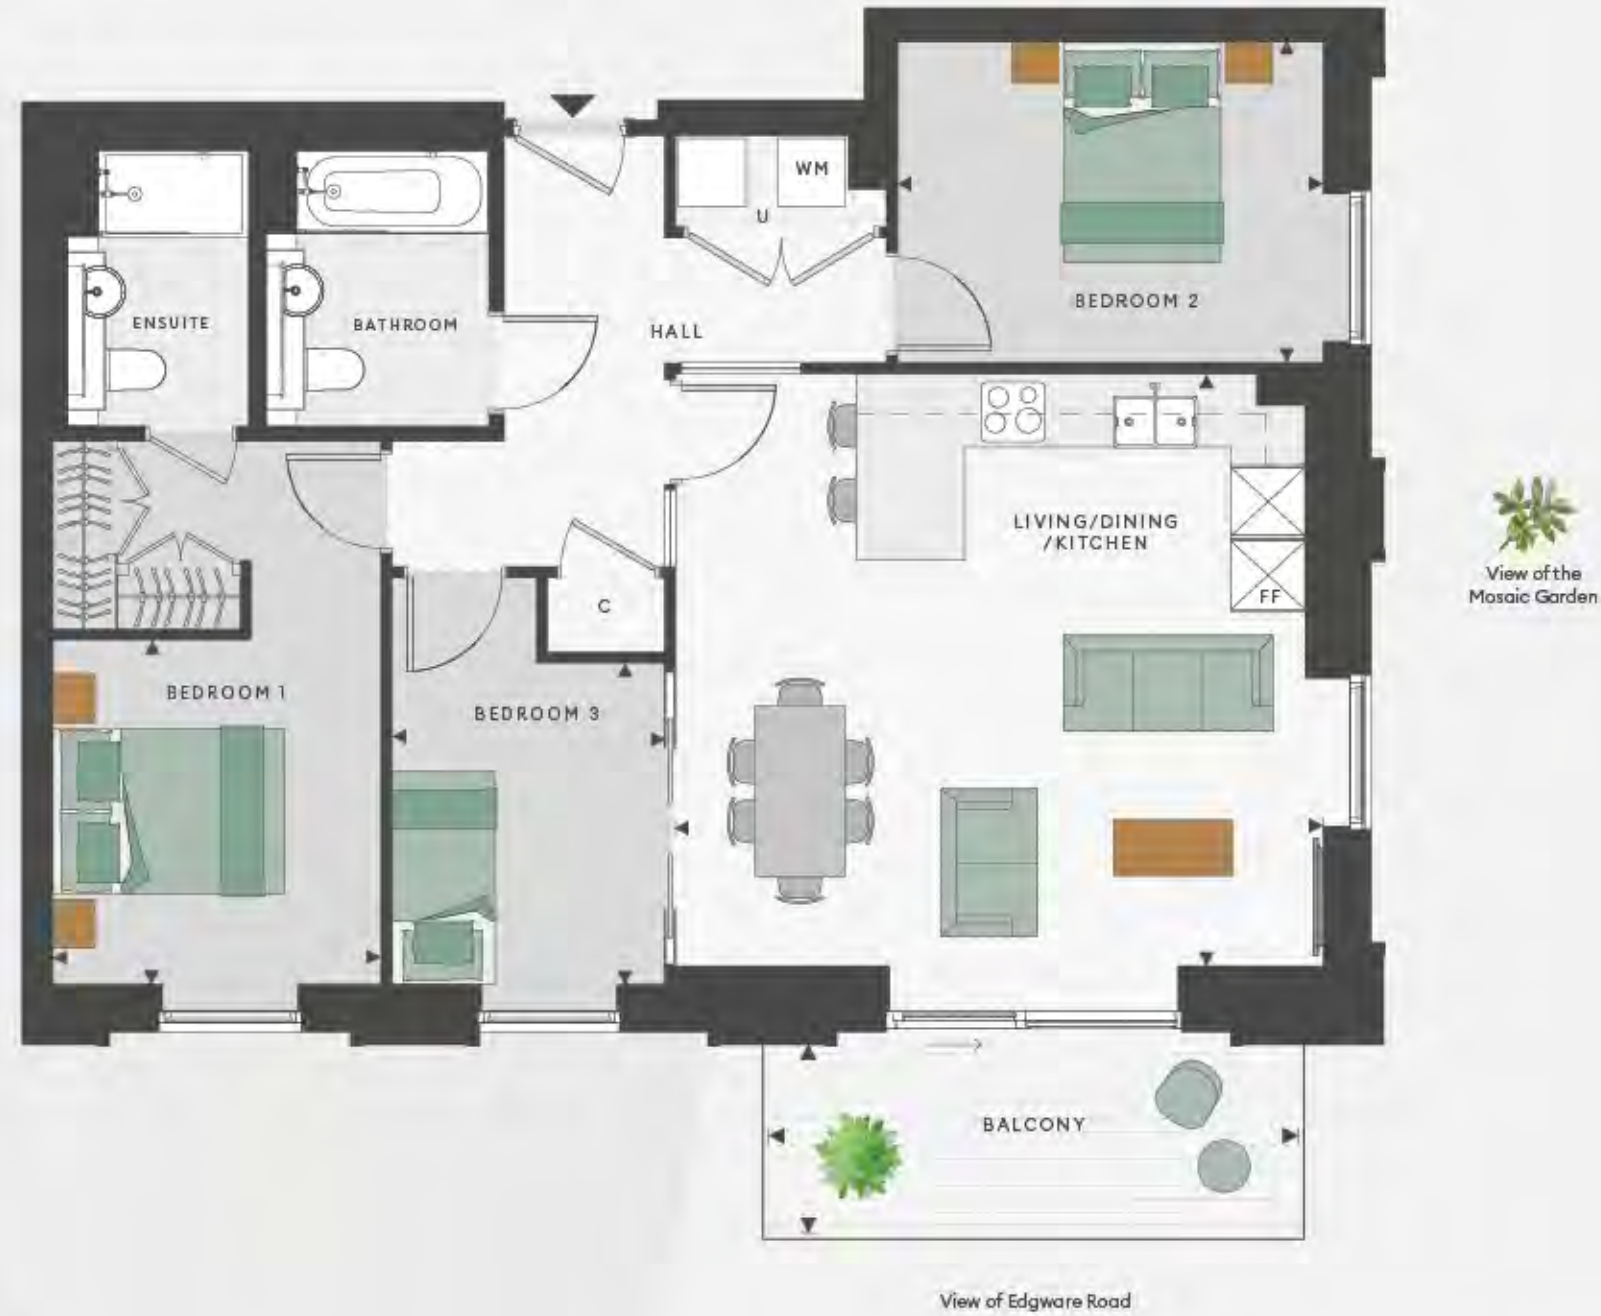 WM
U
ENSUITE
BATHROOM
HALL
BEDROOM 2
LIVING/DINING
/KITCHEN
FF
View of the
Mosaic Garden
C
BEDROOM 1
BEDROOM 3
BALCONY
View of Edgware Road